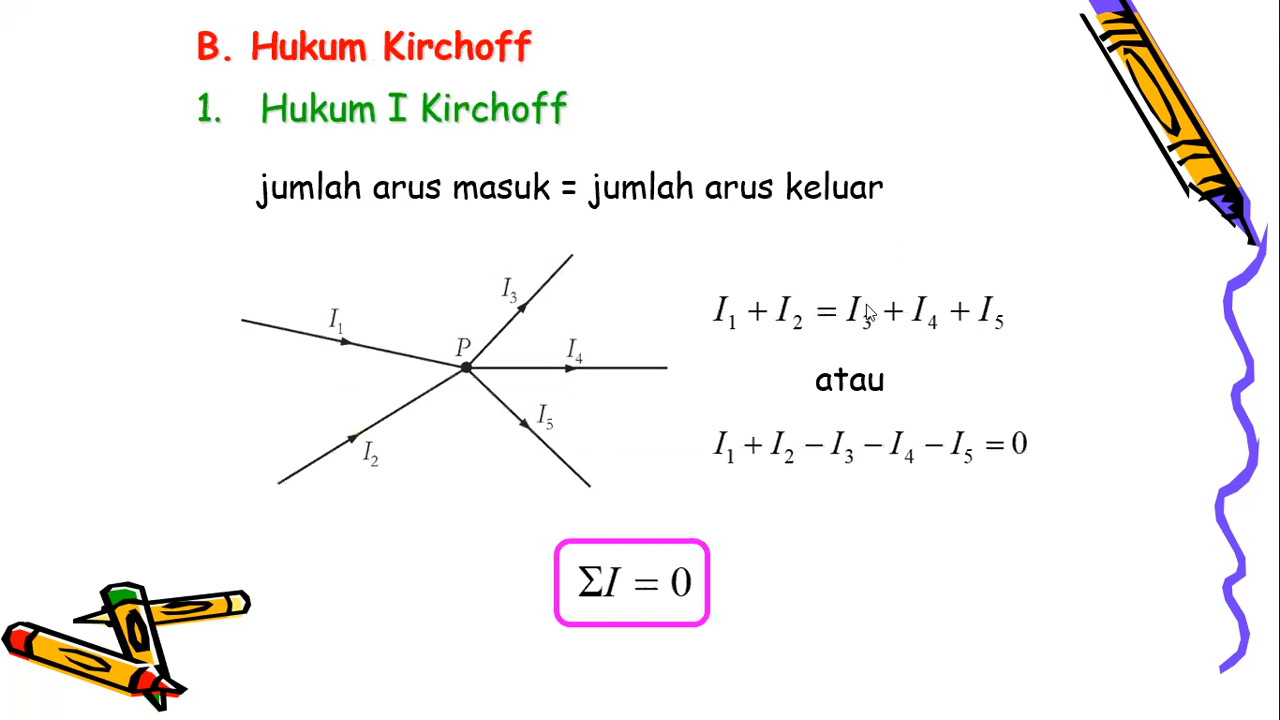 B. Hukum Kirchoff
1. Hukum I Kirchoff
jumlah arus masuk = jumlah arus keluar
I₃
I₁
P
I₄
I₅
I₂
I₁ + I₂ = I₃ + I₄ + I₅
atau
I₁ + I₂ − I₃ − I₄ − I₅ = 0
ΣI = 0